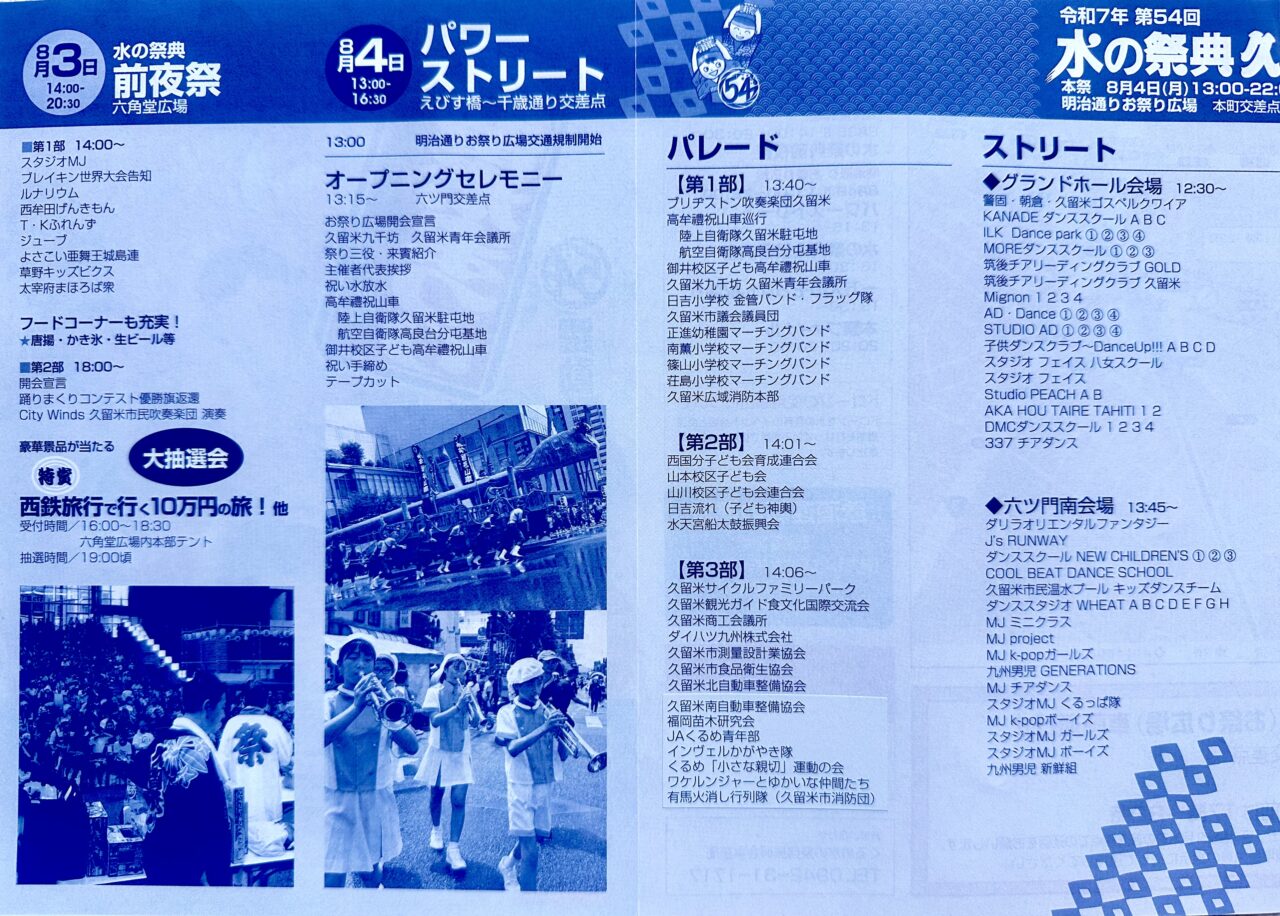 8月3日
14:00-20:30
水の祭典
前夜祭
六角堂広場
■第1部 14:00〜
スタジオMJ
ブレイキン世界大会告知
ルナリウム
西牟田げんきもん
T・Kふれんず
ジューブ
よさこい亜舞王城島連
草野キッズビクス
太宰府まほろば衆
フードコーナーも充実！
★唐揚・かき氷・生ビール等
■第2部 18:00〜
開会宣言
踊りまくりコンテスト優勝旗返還
City Winds 久留米市民吹奏楽団 演奏
豪華景品が当たる
大抽選会
特賞
西鉄旅行で行く10万円の旅！他
受付時間／16:00〜18:30
六角堂広場内本部テント
抽選時間／19:00頃
祭
8月4日
13:00-16:30
パワー
ストリート
えびす橋〜千歳通り交差点
13:00 明治通りお祭り広場交通規制開始
オープニングセレモニー
13:15〜 六ツ門交差点
お祭り広場開会宣言
久留米九千坊 久留米青年会議所
祭り三役・来賓紹介
主催者代表挨拶
祝い水放水
高牟禮祝山車
陸上自衛隊久留米駐屯地
航空自衛隊高良台分屯基地
御井校区子ども高牟禮祝山車
祝い手締め
テープカット
54
令和7年 第54回
水の祭典 久
本祭 8月4日(月)13:00-22:0
明治通りお祭り広場 本町交差点
パレード
【第1部】 13:40〜
ブリヂストン吹奏楽団久留米
高牟禮祝山車巡行
陸上自衛隊久留米駐屯地
航空自衛隊高良台分屯基地
御井校区子ども高牟禮祝山車
久留米九千坊 久留米青年会議所
日吉小学校 金管バンド・フラッグ隊
久留米市議会議員団
正進幼稚園マーチングバンド
南薫小学校マーチングバンド
篠山小学校マーチングバンド
荘島小学校マーチングバンド
久留米広域消防本部
【第2部】 14:01〜
西国分子ども会育成連合会
山本校区子ども会
山川校区子ども会連合会
日吉流れ（子ども神輿）
水天宮船太鼓振興会
【第3部】 14:06〜
久留米サイクルファミリーパーク
久留米観光ガイド食文化国際交流会
久留米商工会議所
ダイハツ九州株式会社
久留米市測量設計業協会
久留米市食品衛生協会
久留米北自動車整備協会
久留米南自動車整備協会
福岡苗木研究会
JAくるめ青年部
インヴェルかがやき隊
くるめ「小さな親切」運動の会
ワケルンジャーとゆかいな仲間たち
有馬火消し行列隊（久留米市消防団）
ストリート
◆グランドホール会場 12:30〜
警固・朝倉・久留米ゴスペルクワイア
KANADE ダンススクール A B C
ILK Dance park ①②③④
MOREダンススクール ①②③
筑後チアリーディングクラブ GOLD
筑後チアリーディングクラブ 久留米
Mignon 1 2 3 4
AD・Dance ①②③④
STUDIO AD ①②③④
子供ダンスクラブ〜DanceUp!!! A B C D
スタジオ フェイス 八女スクール
スタジオ フェイス
Studio PEACH A B
AKA HOU TAIRE TAHITI 1 2
DMCダンススクール 1 2 3 4
337 チアダンス
◆六ツ門南会場 13:45〜
ダリラオリエンタルファンタジー
J's RUNWAY
ダンススクール NEW CHILDREN'S ①②③
COOL BEAT DANCE SCHOOL
久留米市民温水プール キッズダンスチーム
ダンススタジオ WHEAT A B C D E F G H
MJ ミニクラス
MJ project
MJ k-popガールズ
九州男児 GENERATIONS
MJ チアダンス
スタジオMJ くるっぱ隊
MJ k-popボーイズ
スタジオMJ ガールズ
スタジオMJ ボーイズ
九州男児 新鮮組